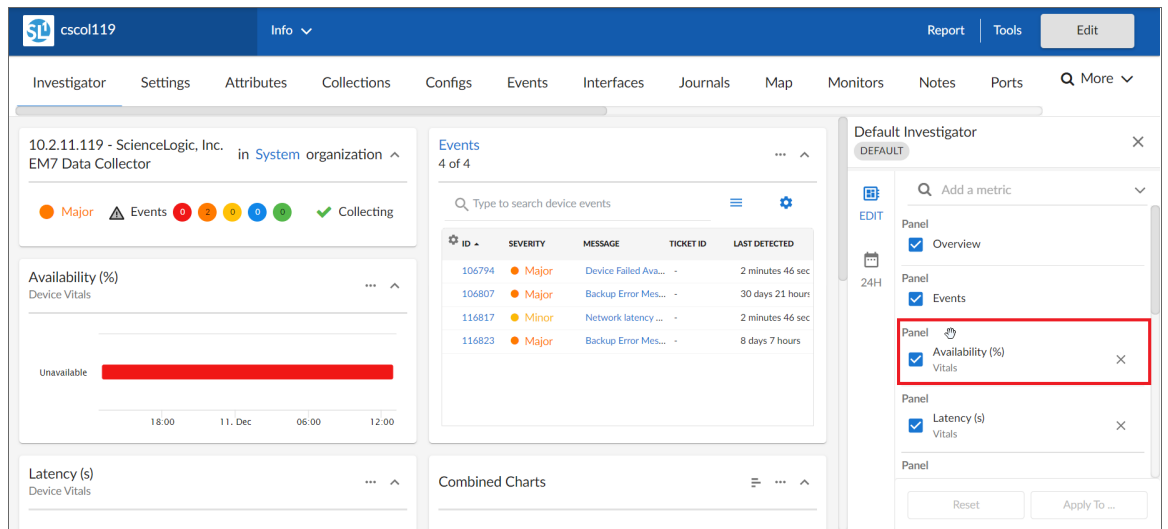 SL1 cscol119 Info Report Tools Edit
Investigator Settings Attributes Collections Configs Events Interfaces Journals Map Monitors Notes Ports More
10.2.11.119 - ScienceLogic, Inc.
EM7 Data Collector
in System organization
Major Events 0 2 0 0 0 Collecting
Availability (%)
Device Vitals
Unavailable
18:00 11. Dec 06:00 12:00
Latency (s)
Device Vitals
Events
4 of 4
Type to search device events
ID SEVERITY MESSAGE TICKET ID LAST DETECTED
106794 Major Device Failed Ava... - 2 minutes 46 sec
106807 Major Backup Error Mes... - 30 days 21 hours
116817 Minor Network latency ... - 2 minutes 46 sec
116823 Major Backup Error Mes... - 8 days 7 hours
Combined Charts
Default Investigator
DEFAULT
EDIT
24H
Add a metric
Panel
Overview
Panel
Events
Panel
Availability (%)
Vitals
Panel
Latency (s)
Vitals
Panel
Reset Apply To ...